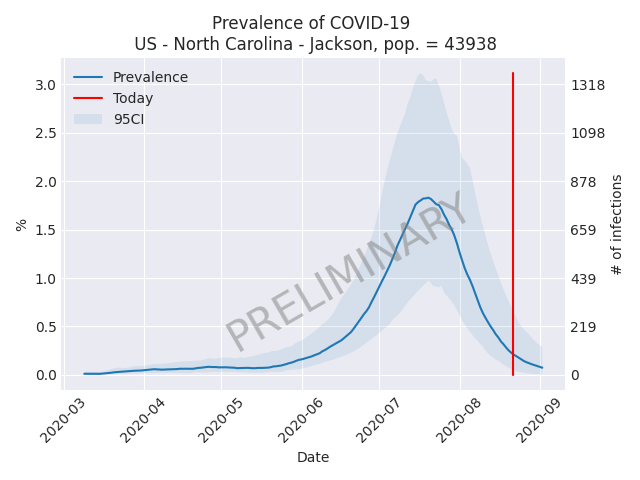 Prevalence of COVID-19
US - North Carolina - Jackson, pop. = 43938
Prevalence
Today
95CI
3.0
2.5
2.0
1.5
1.0
0.5
0.0
%
1318
1098
878
659
439
219
0
# of infections
PRELIMINARY
2020-03
2020-04
2020-05
2020-06
2020-07
2020-08
2020-09
Date